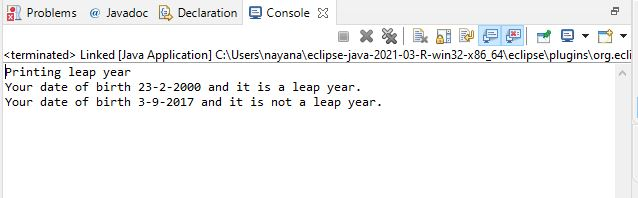 Problems @ Javadoc Declaration Console
<terminated> Linked [Java Application] C:\Users\nayana\eclipse-java-2021-03-R-win32-x86_64\eclipse\plugins\org.ecli
Printing leap year
Your date of birth 23-2-2000 and it is a leap year.
Your date of birth 3-9-2017 and it is not a leap year.